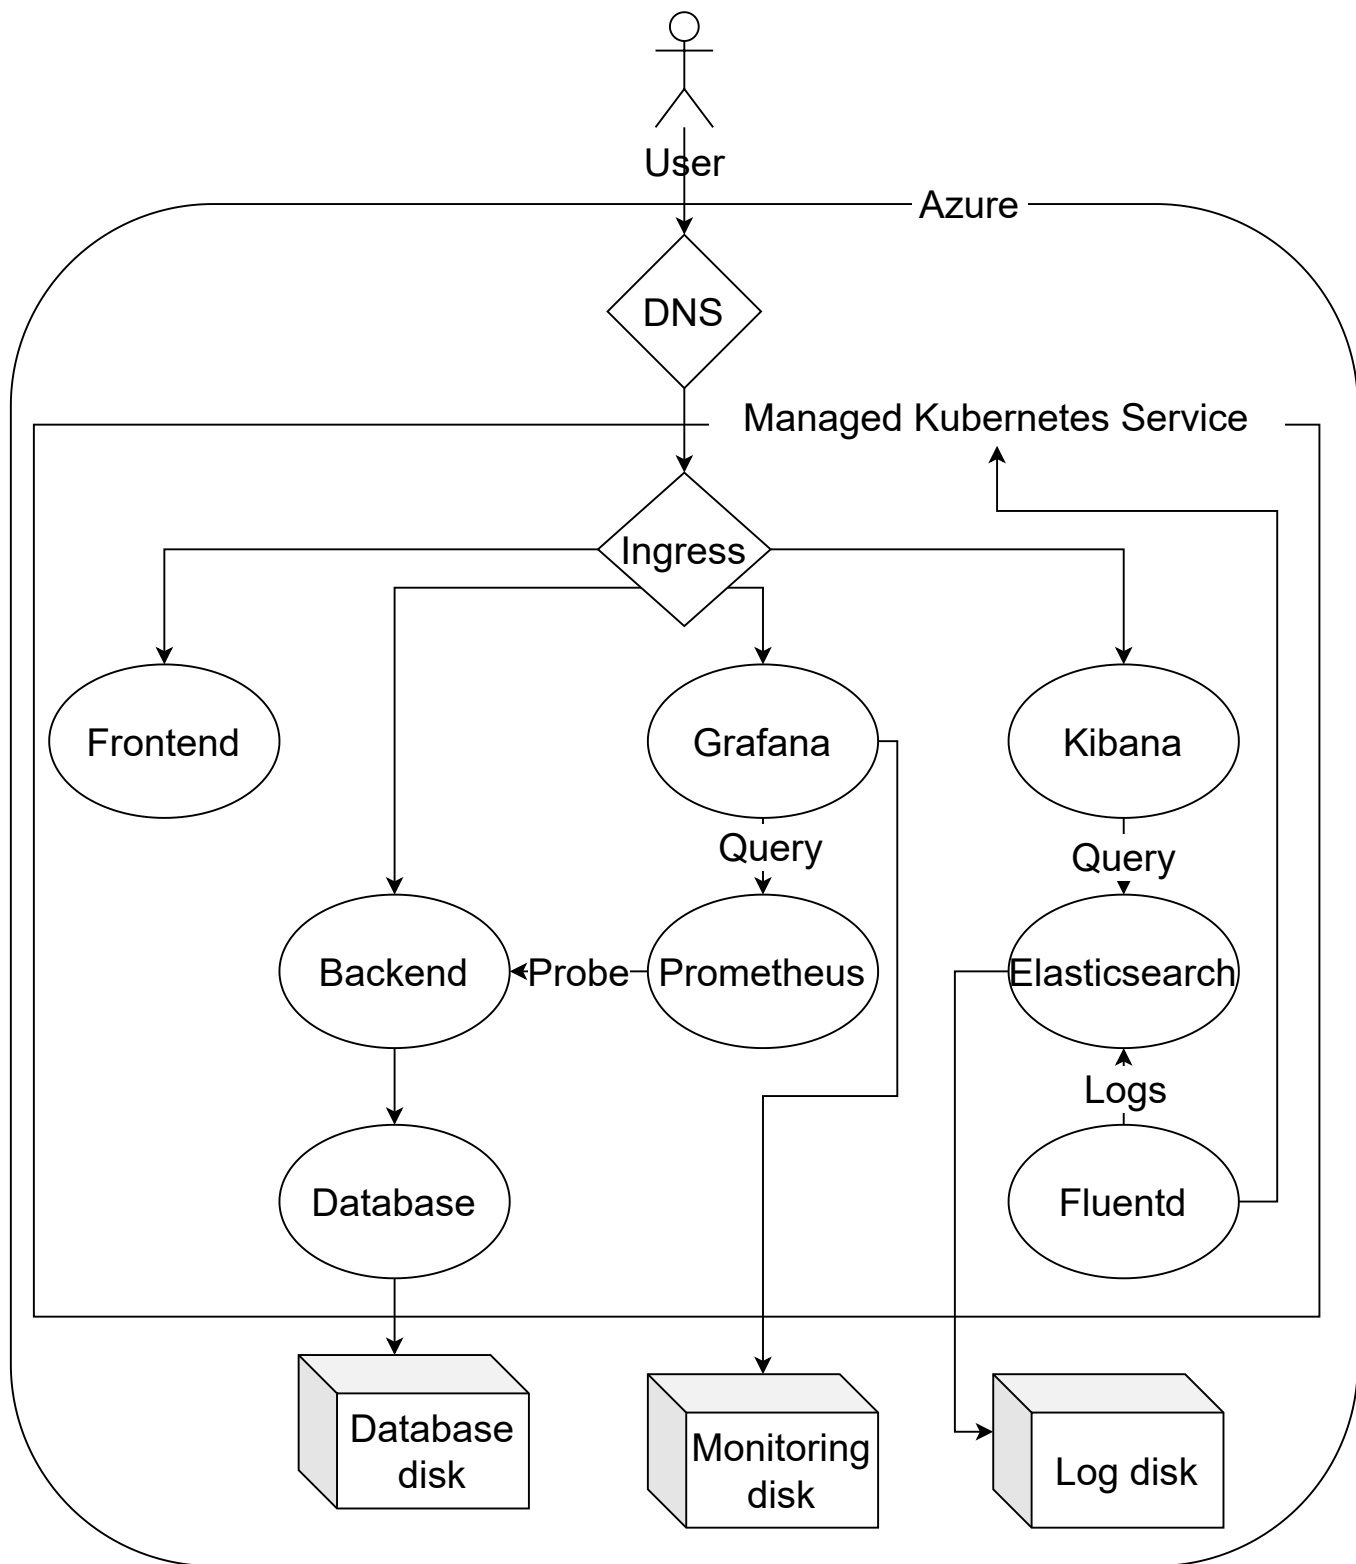 User
Azure
DNS
Managed Kubernetes Service
Ingress
Frontend
Grafana
Kibana
Query
Query
Backend
Probe
Prometheus
Elasticsearch
Logs
Database
Fluentd
Database
disk
Monitoring
disk
Log disk